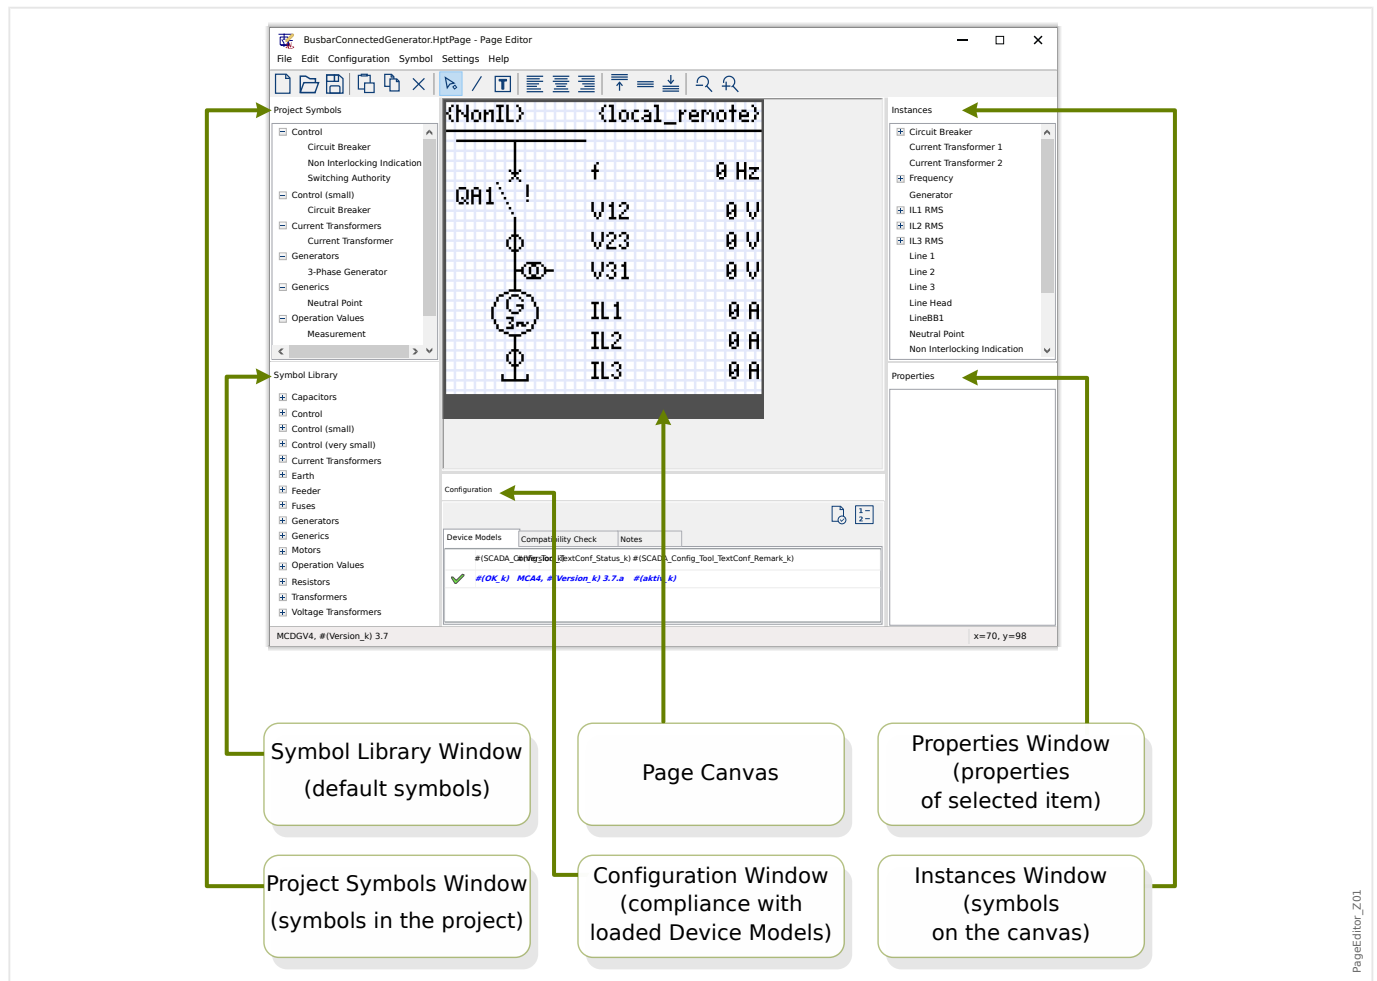 BusbarConnectedGenerator.HptPage - Page Editor
File Edit Configuration Symbol Settings Help
T
Project Symbols
Control
Circuit Breaker
Non Interlocking Indication
Switching Authority
Control (small)
Circuit Breaker
Current Transformers
Current Transformer
Generators
3-Phase Generator
Generics
Neutral Point
Operation Values
Measurement
Symbol Library
Capacitors
Control
Control (small)
Control (very small)
Current Transformers
Earth
Feeder
Fuses
Generators
Generics
Motors
Operation Values
Resistors
Transformers
Voltage Transformers
{NonIL} {local_remote}
QA1 !
G
3~
f 0 Hz
V12 0 V
V23 0 V
V31 0 V
IL1 0 A
IL2 0 A
IL3 0 A
Configuration
1 –
2 –
Device Models Compatibility Check Notes
#(SCADA_Config_Tool_TextConf_Status_k) #(SCADA_Config_Tool_TextConf_Remark_k)
#(OK_k) MCA4, #(Version_k) 3.7.a #(aktiv_k)
Instances
Circuit Breaker
Current Transformer 1
Current Transformer 2
Frequency
Generator
IL1 RMS
IL2 RMS
IL3 RMS
Line 1
Line 2
Line 3
Line Head
LineBB1
Neutral Point
Non Interlocking Indication
Properties
MCDGV4, #(Version_k) 3.7
x=70, y=98
Symbol Library Window
(default symbols)
Page Canvas
Properties Window
(properties
of selected item)
Project Symbols Window
(symbols in the project)
Configuration Window
(compliance with
loaded Device Models)
Instances Window
(symbols
on the canvas)
PageEditor_Z01